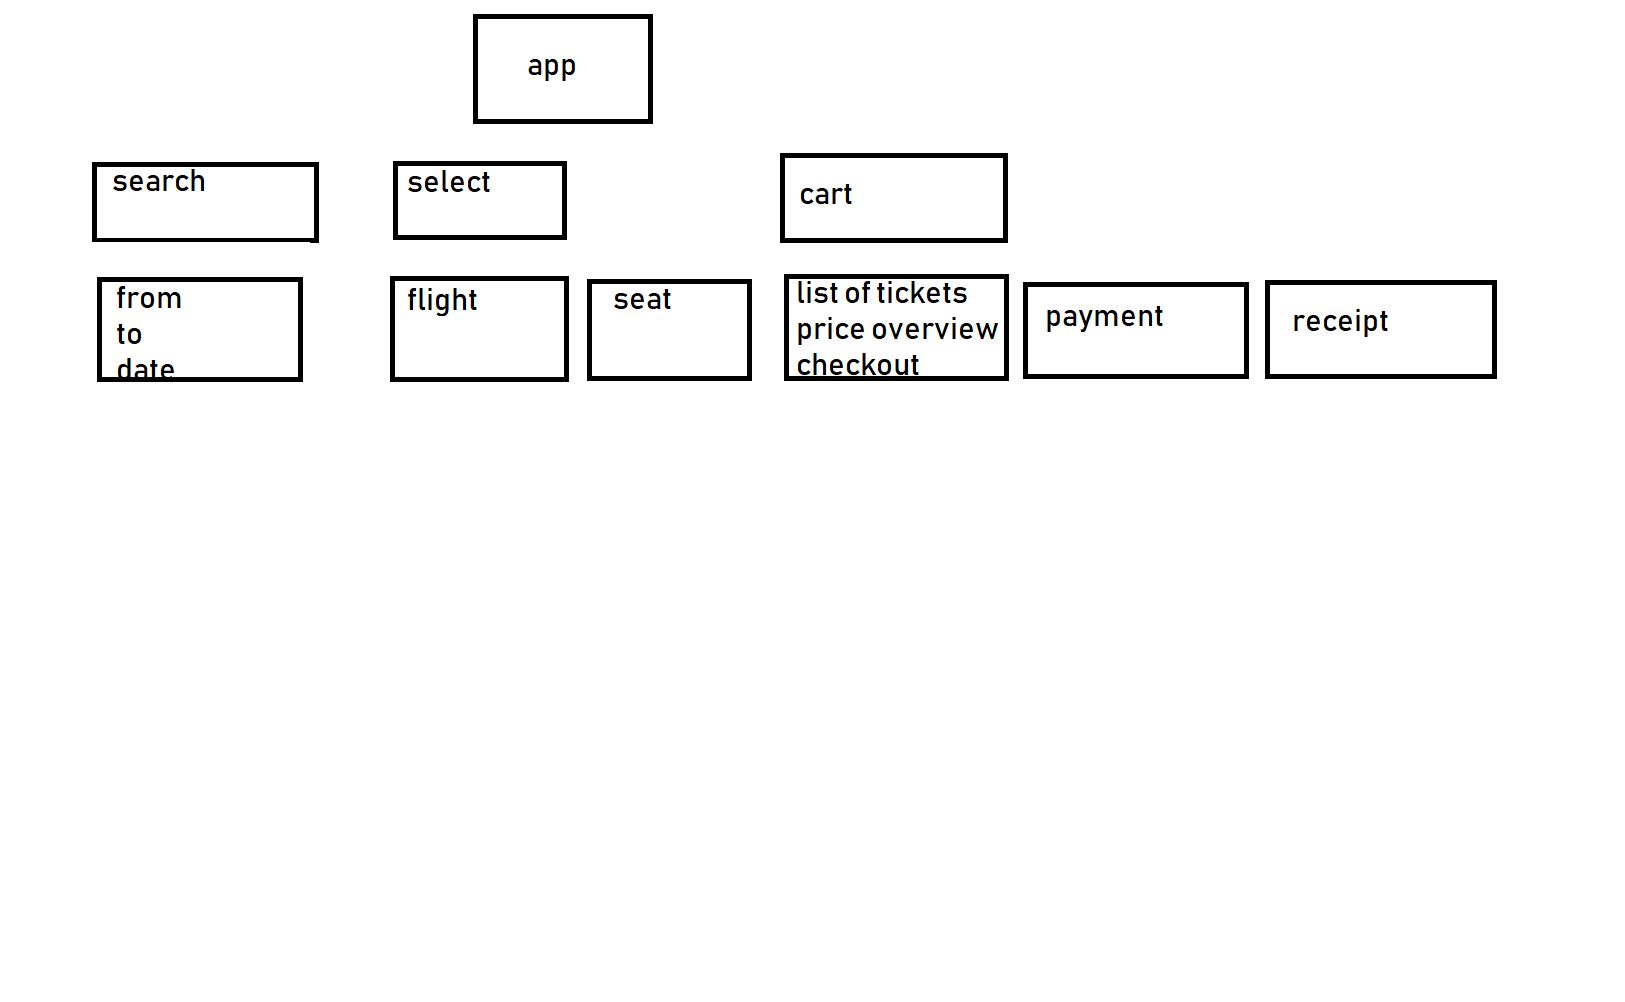 app
search
select
cart
from
to
date
flight
seat
list of tickets
price overview
checkout
payment
receipt